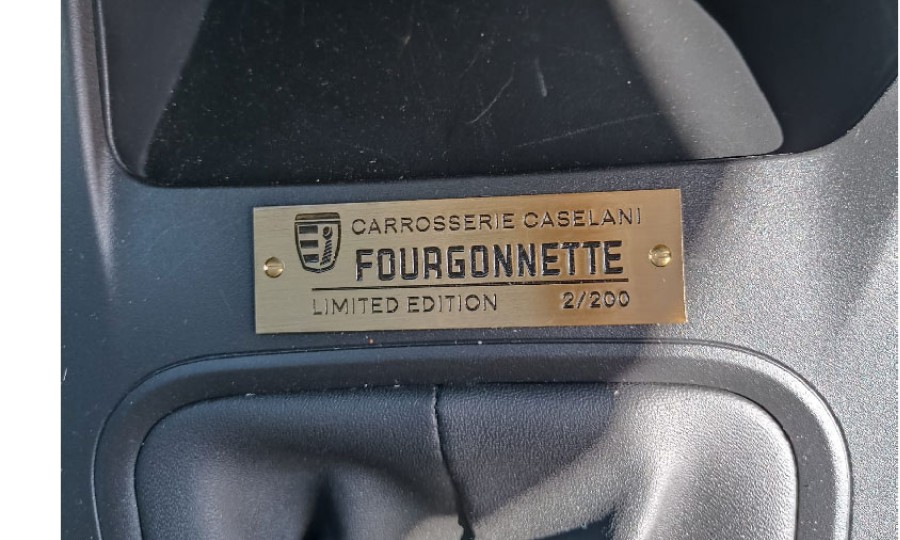 CARROSSERIE CASELANI
FOURGONNETTE
LIMITED EDITION 2/200